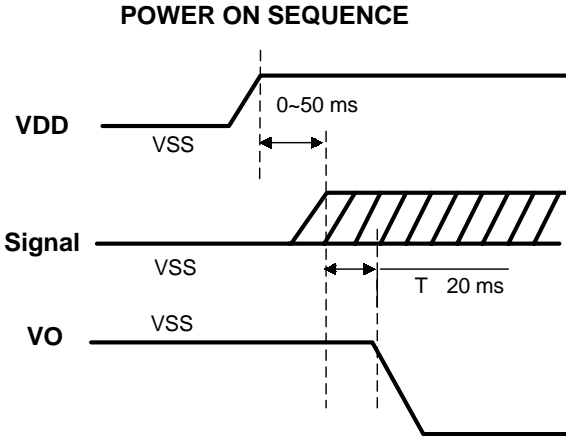 POWER ON SEQUENCE
0~50 ms
VDD
VSS
Signal
VSS
T 20 ms
VSS
VO